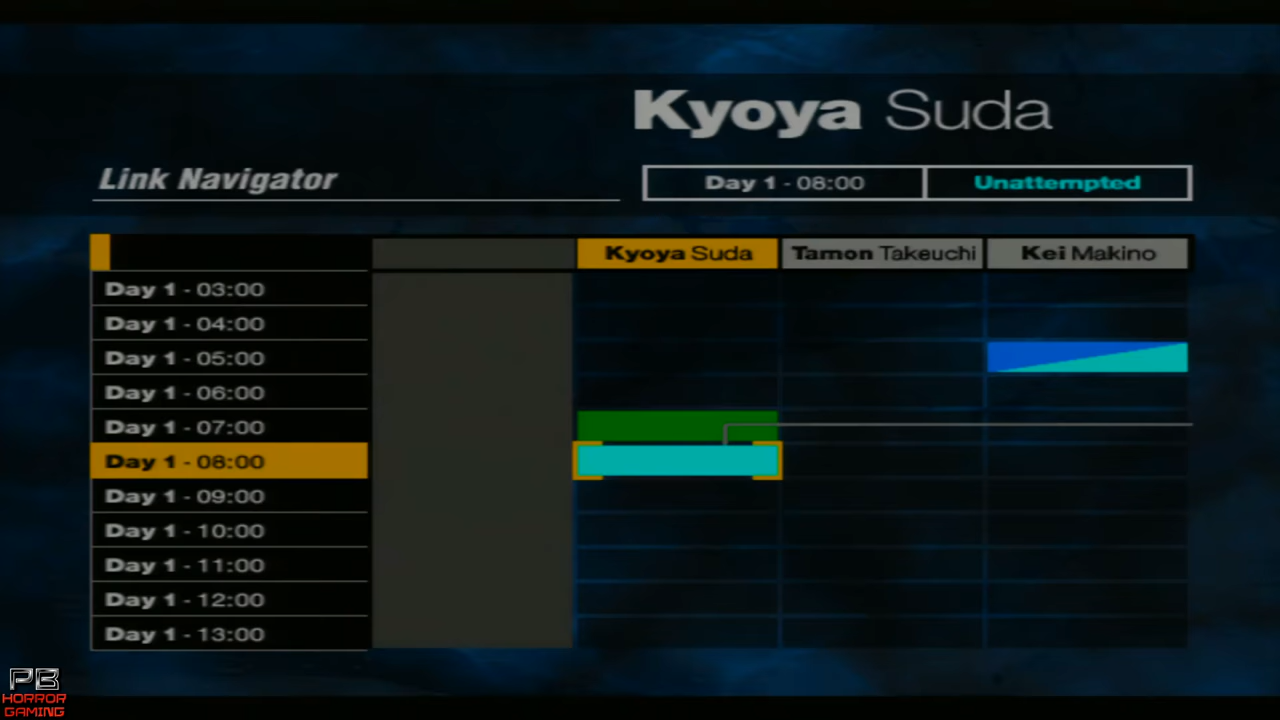 Kyoya Suda
Link Navigator
Day 1 - 08:00
Unattempted
Kyoya Suda
Tamon Takeuchi
Kei Makino
Day 1 - 03:00
Day 1 - 04:00
Day 1 - 05:00
Day 1 - 06:00
Day 1 - 07:00
Day 1 - 08:00
Day 1 - 09:00
Day 1 - 10:00
Day 1 - 11:00
Day 1 - 12:00
Day 1 - 13:00
PB
HORROR
GAMING